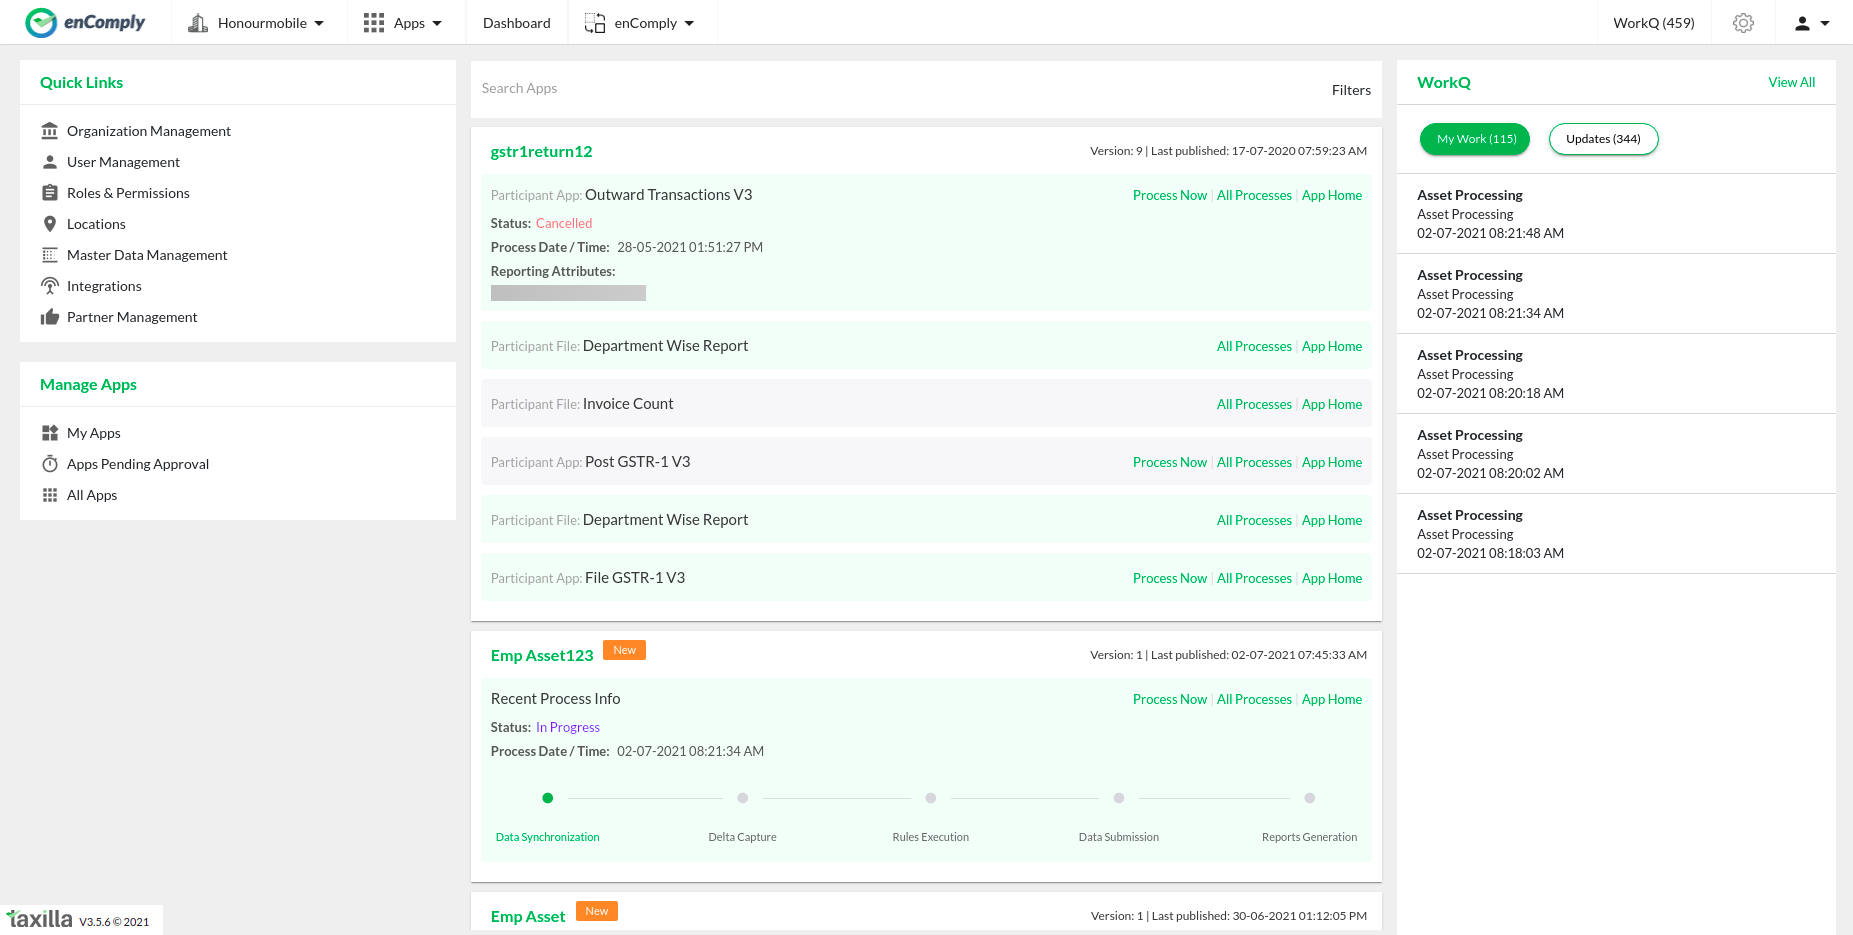 enComply
Honourmobile
Apps
Dashboard
enComply
WorkQ (459)
Quick Links
Organization Management
User Management
Roles & Permissions
Locations
Master Data Management
Integrations
Partner Management
Manage Apps
My Apps
Apps Pending Approval
All Apps
Search Apps
Filters
gstr1return12
Version: 9 | Last published: 17-07-2020 07:59:23 AM
Participant App: Outward Transactions V3
Process Now | All Processes | App Home
Status: Cancelled
Process Date / Time: 28-05-2021 01:51:27 PM
Reporting Attributes:
Participant File: Department Wise Report
All Processes | App Home
Participant File: Invoice Count
All Processes | App Home
Participant App: Post GSTR-1 V3
Process Now | All Processes | App Home
Participant File: Department Wise Report
All Processes | App Home
Participant App: File GSTR-1 V3
Process Now | All Processes | App Home
Emp Asset123
New
Version: 1 | Last published: 02-07-2021 07:45:33 AM
Recent Process Info
Process Now | All Processes | App Home
Status: In Progress
Process Date / Time: 02-07-2021 08:21:34 AM
Data Synchronization
Delta Capture
Rules Execution
Data Submission
Reports Generation
Emp Asset
New
Version: 1 | Last published: 30-06-2021 01:12:05 PM
WorkQ
View All
My Work (115)
Updates (344)
Asset Processing
Asset Processing
02-07-2021 08:21:48 AM
Asset Processing
Asset Processing
02-07-2021 08:21:34 AM
Asset Processing
Asset Processing
02-07-2021 08:20:18 AM
Asset Processing
Asset Processing
02-07-2021 08:20:02 AM
Asset Processing
Asset Processing
02-07-2021 08:18:03 AM
taxilla V3.5.6 © 2021